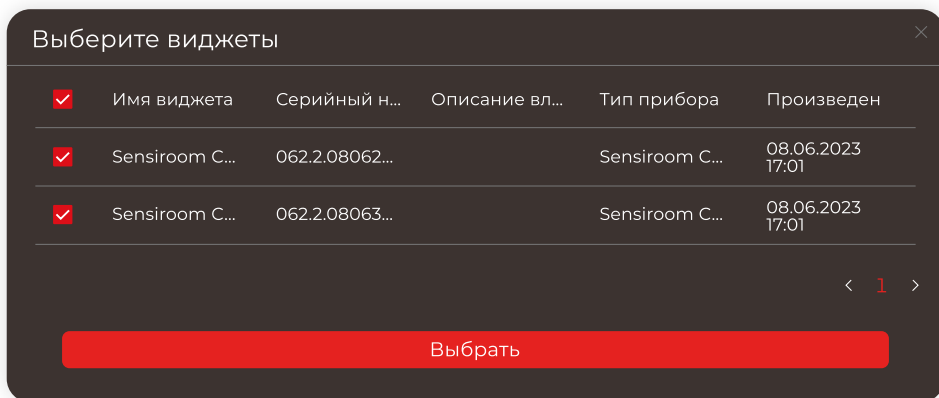 Выберите виджеты
Имя виджета Серийный н... Описание вл... Тип прибора Произведен
Sensiroom C... 062.2.08062... Sensiroom C... 08.06.2023 17:01
Sensiroom C... 062.2.08063... Sensiroom C... 08.06.2023 17:01
1
Выбрать